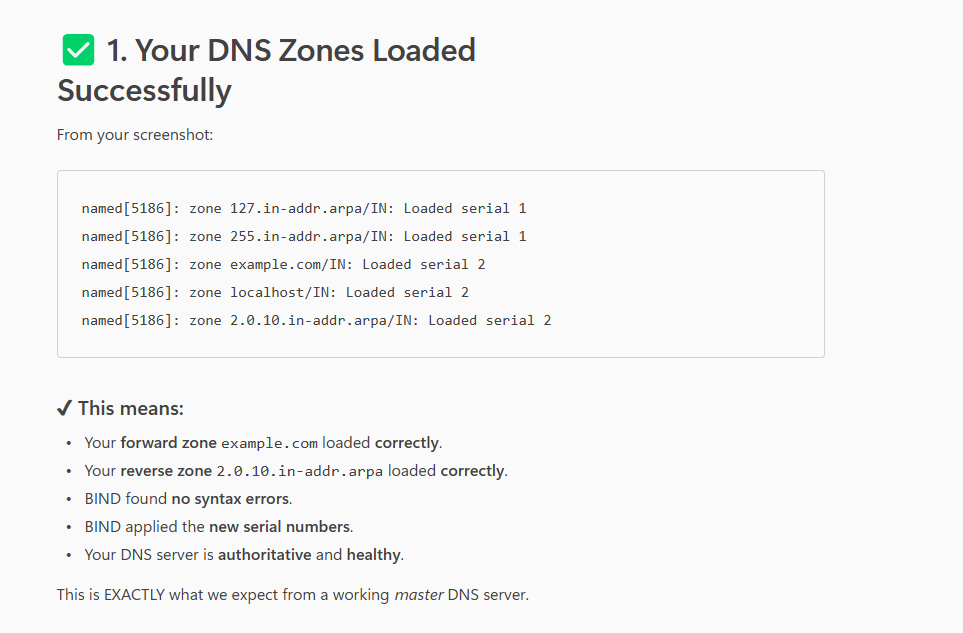 ✅ 1. Your DNS Zones Loaded
Successfully
From your screenshot:
named[5186]: zone 127.in-addr.arpa/IN: Loaded serial 1
named[5186]: zone 255.in-addr.arpa/IN: Loaded serial 1
named[5186]: zone example.com/IN: Loaded serial 2
named[5186]: zone localhost/IN: Loaded serial 2
named[5186]: zone 2.0.10.in-addr.arpa/IN: Loaded serial 2
✔ This means:
• Your forward zone example.com loaded correctly.
• Your reverse zone 2.0.10.in-addr.arpa loaded correctly.
• BIND found no syntax errors.
• BIND applied the new serial numbers.
• Your DNS server is authoritative and healthy.
This is EXACTLY what we expect from a working master DNS server.